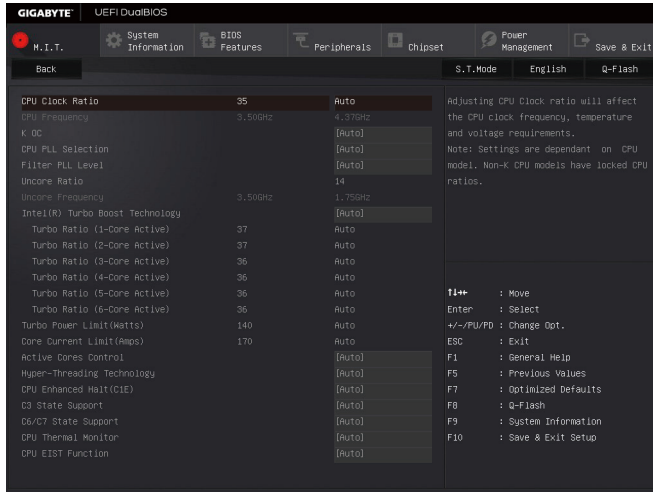 GIGABYTE™ UEFI DualBIOS
M.I.T. System Information BIOS Features Peripherals Chipset Power Management Save & Exit
Back S.T.Mode English Q-Flash
CPU Clock Ratio 35 Auto
CPU Frequency 3.50GHz 4.37GHz
K OC [Auto]
CPU PLL Selection [Auto]
Filter PLL Level [Auto]
Uncore Ratio 14
Uncore Frequency 3.50GHz 1.75GHz
Intel(R) Turbo Boost Technology [Auto]
Turbo Ratio (1-Core Active) 37 Auto
Turbo Ratio (2-Core Active) 37 Auto
Turbo Ratio (3-Core Active) 36 Auto
Turbo Ratio (4-Core Active) 36 Auto
Turbo Ratio (5-Core Active) 36 Auto
Turbo Ratio (6-Core Active) 36 Auto
Turbo Power Limit(Watts) 140 Auto
Core Current Limit(Amps) 170 Auto
Active Cores Control [Auto]
Hyper-Threading Technology [Auto]
CPU Enhanced Halt(C1E) [Auto]
C3 State Support [Auto]
C6/C7 State Support [Auto]
CPU Thermal Monitor [Auto]
CPU EIST Function [Auto]
Adjusting CPU Clock ratio will affect
the CPU clock frequency, temperature
and voltage requirements.
Note: Settings are dependant on CPU
model. Non-K CPU models have locked CPU
ratios.
↑↓→← : Move
Enter : Select
+/-/PU/PD : Change Opt.
ESC : Exit
F1 : General Help
F5 : Previous Values
F7 : Optimized Defaults
F8 : Q-Flash
F9 : System Information
F10 : Save & Exit Setup